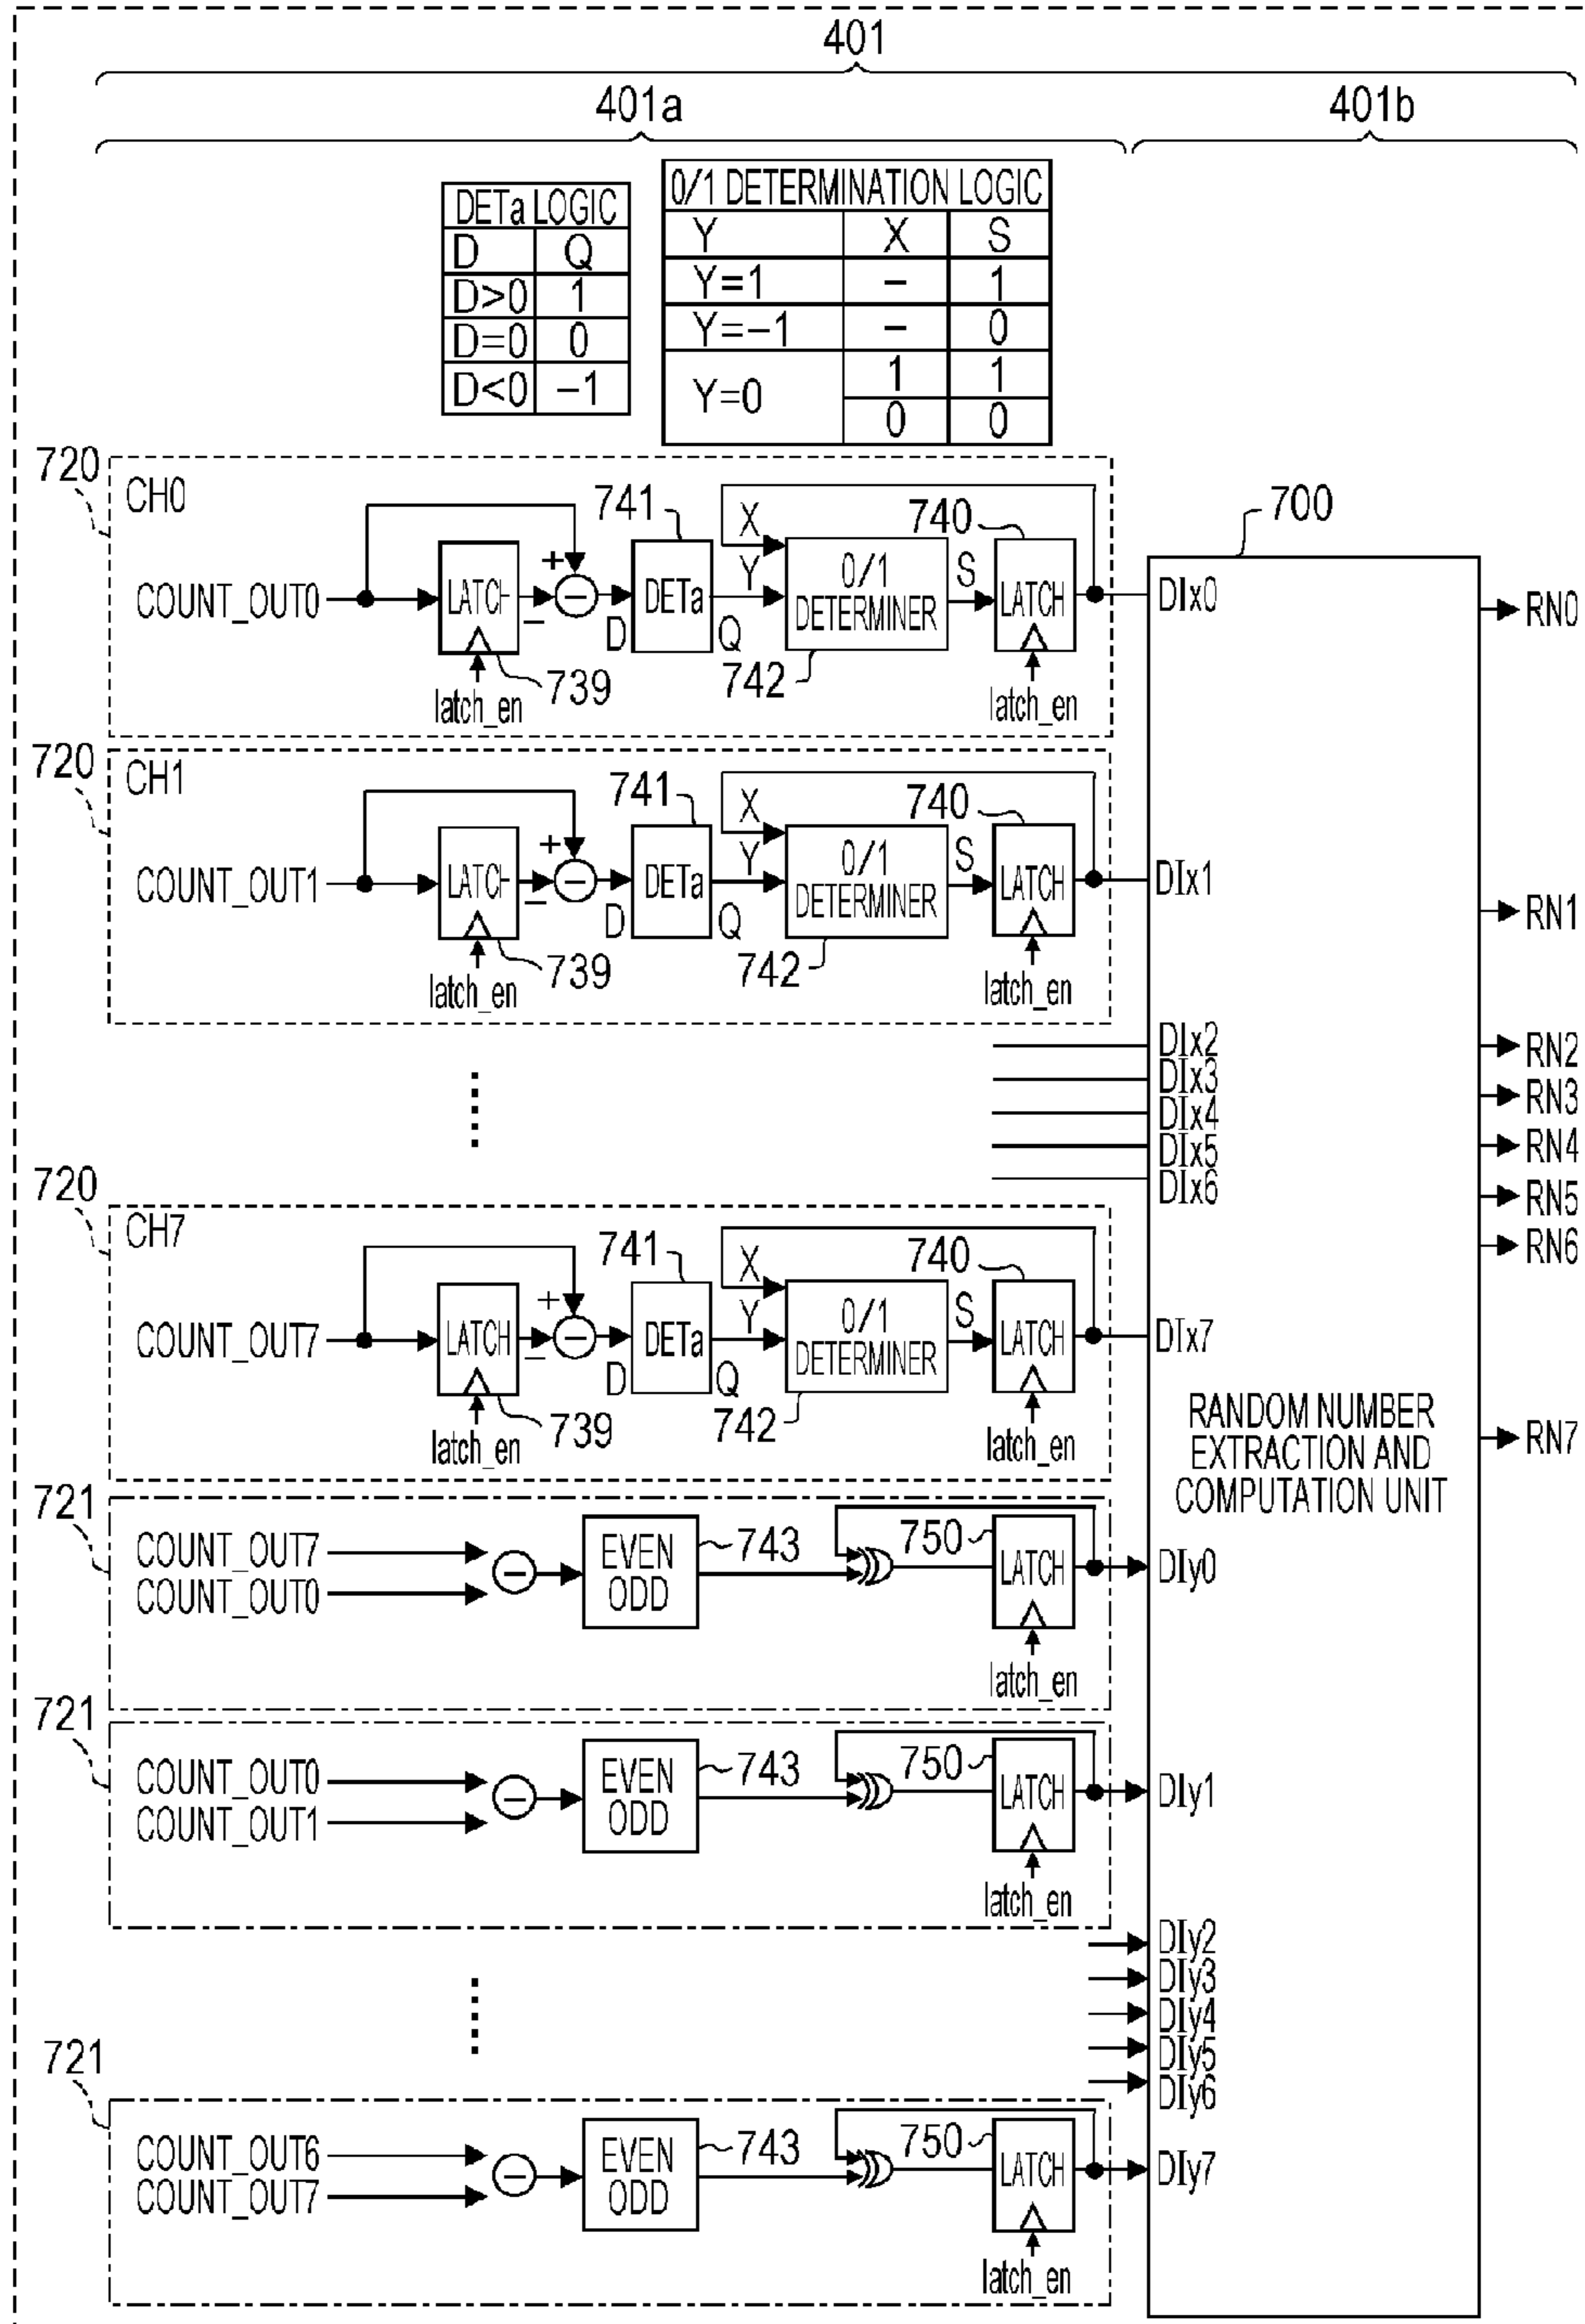 401
401a
401b
DETa LOGIC
D Q
D>0 1
D=0 0
D<0 −1
0/1 DETERMINATION LOGIC
Y X S
Y=1 − 1
Y=−1 − 0
Y=0 1 1
0 0
720
CH0
COUNT_OUT0
LATCH
latch_en
739
+
−
−
D
741
DETa
Q
X
Y
0/1
DETERMINER
742
S
740
LATCH
latch_en
700
DIx0
RN0
720
CH1
COUNT_OUT1
LATCH
latch_en
739
+
−
−
D
741
DETa
Q
X
Y
0/1
DETERMINER
742
S
740
LATCH
latch_en
DIx1
RN1
DIx2
DIx3
DIx4
DIx5
DIx6
RN2
RN3
RN4
RN5
RN6
720
CH7
COUNT_OUT7
LATCH
latch_en
739
+
−
−
D
741
DETa
Q
X
Y
0/1
DETERMINER
742
S
740
LATCH
latch_en
DIx7
RANDOM NUMBER
EXTRACTION AND
COMPUTATION UNIT
RN7
721
COUNT_OUT7
COUNT_OUT0
−
EVEN
ODD
743
750
LATCH
latch_en
DIy0
721
COUNT_OUT0
COUNT_OUT1
−
EVEN
ODD
743
750
LATCH
latch_en
DIy1
DIy2
DIy3
DIy4
DIy5
DIy6
721
COUNT_OUT6
COUNT_OUT7
−
EVEN
ODD
743
750
LATCH
latch_en
DIy7